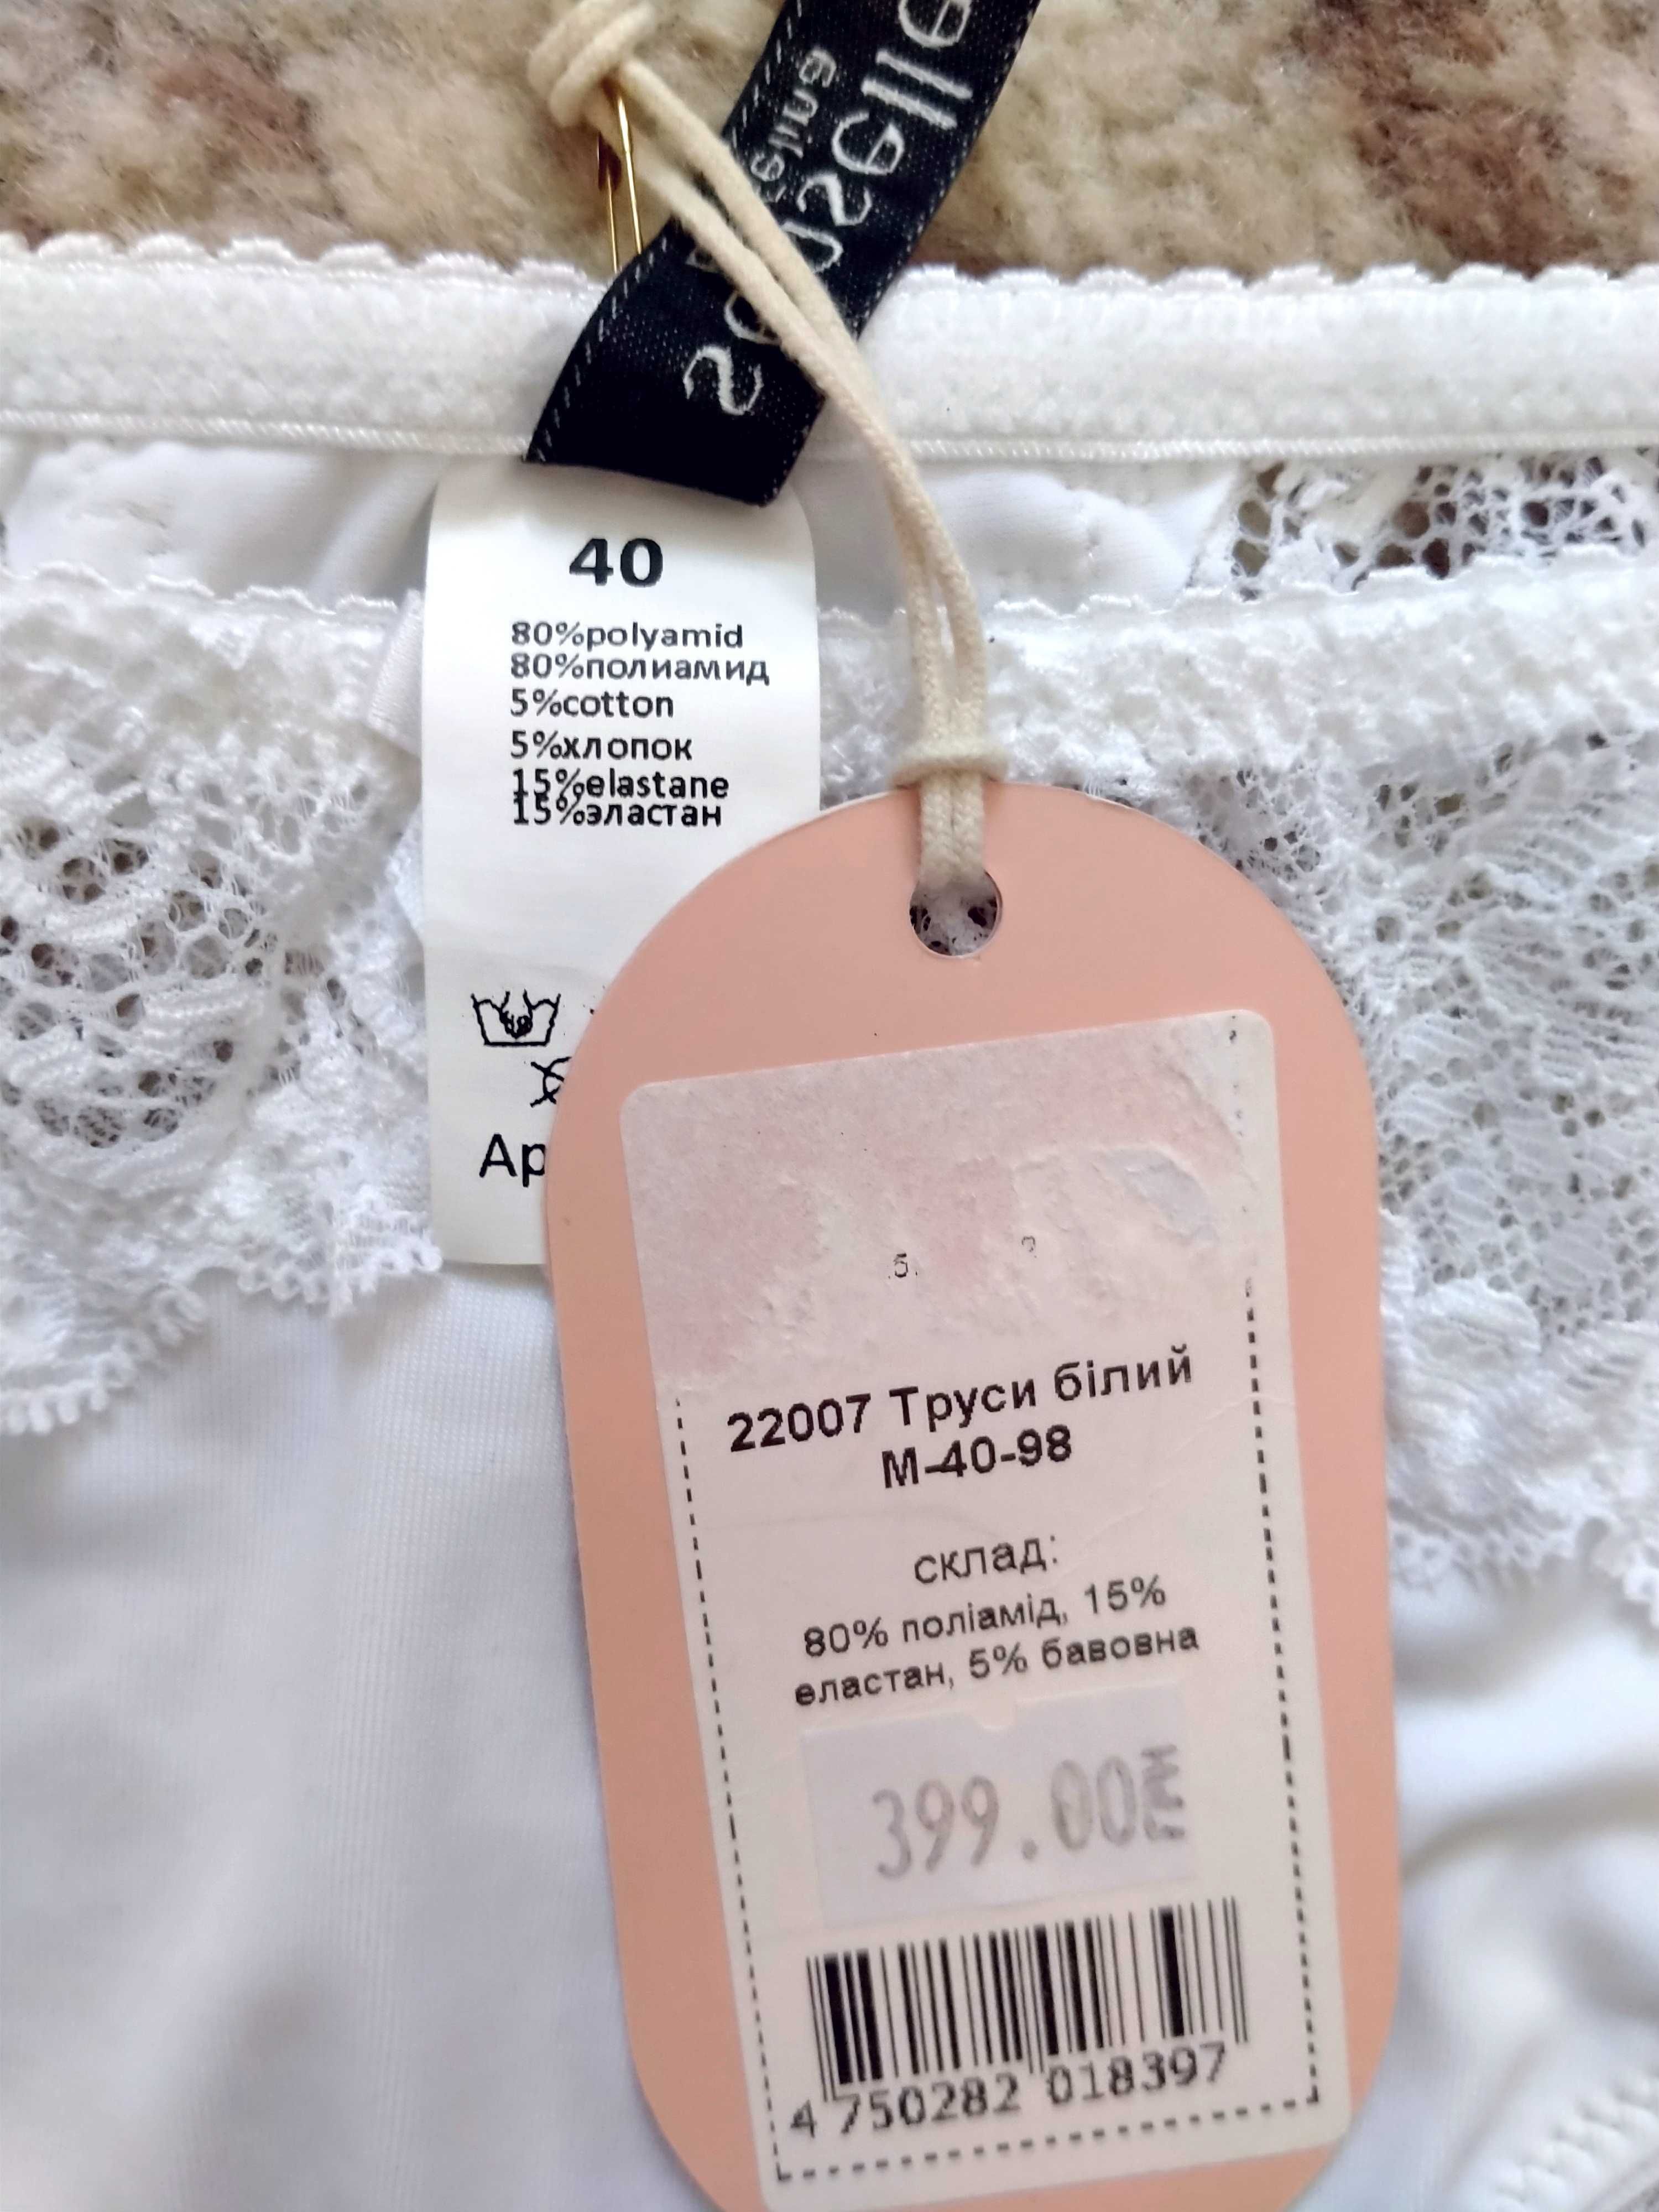 40
80%polyamid
80%полиамид
5%cotton
5%хлопок
15%elastane
15%эластан
Ар
22007 Труси білий
М-40-98
склад:
80% поліамід, 15%
еластан, 5% бавовна
399.00₴
4 750282 018397